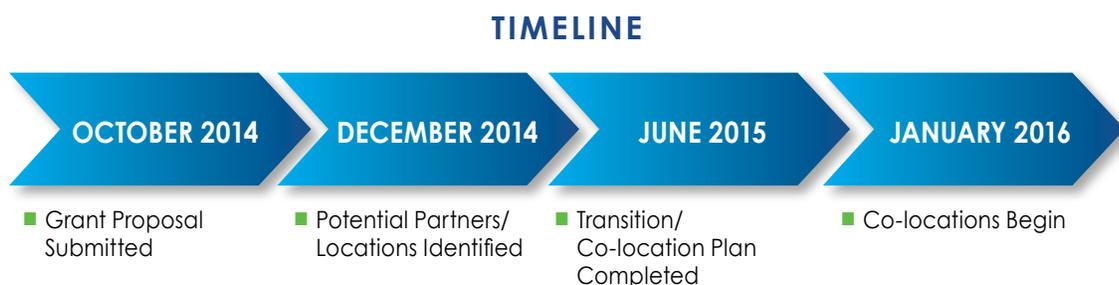 TIMELINE
OCTOBER 2014
DECEMBER 2014
JUNE 2015
JANUARY 2016
Grant Proposal
Submitted
Potential Partners/
Locations Identified
Transition/
Co-location Plan
Completed
Co-locations Begin